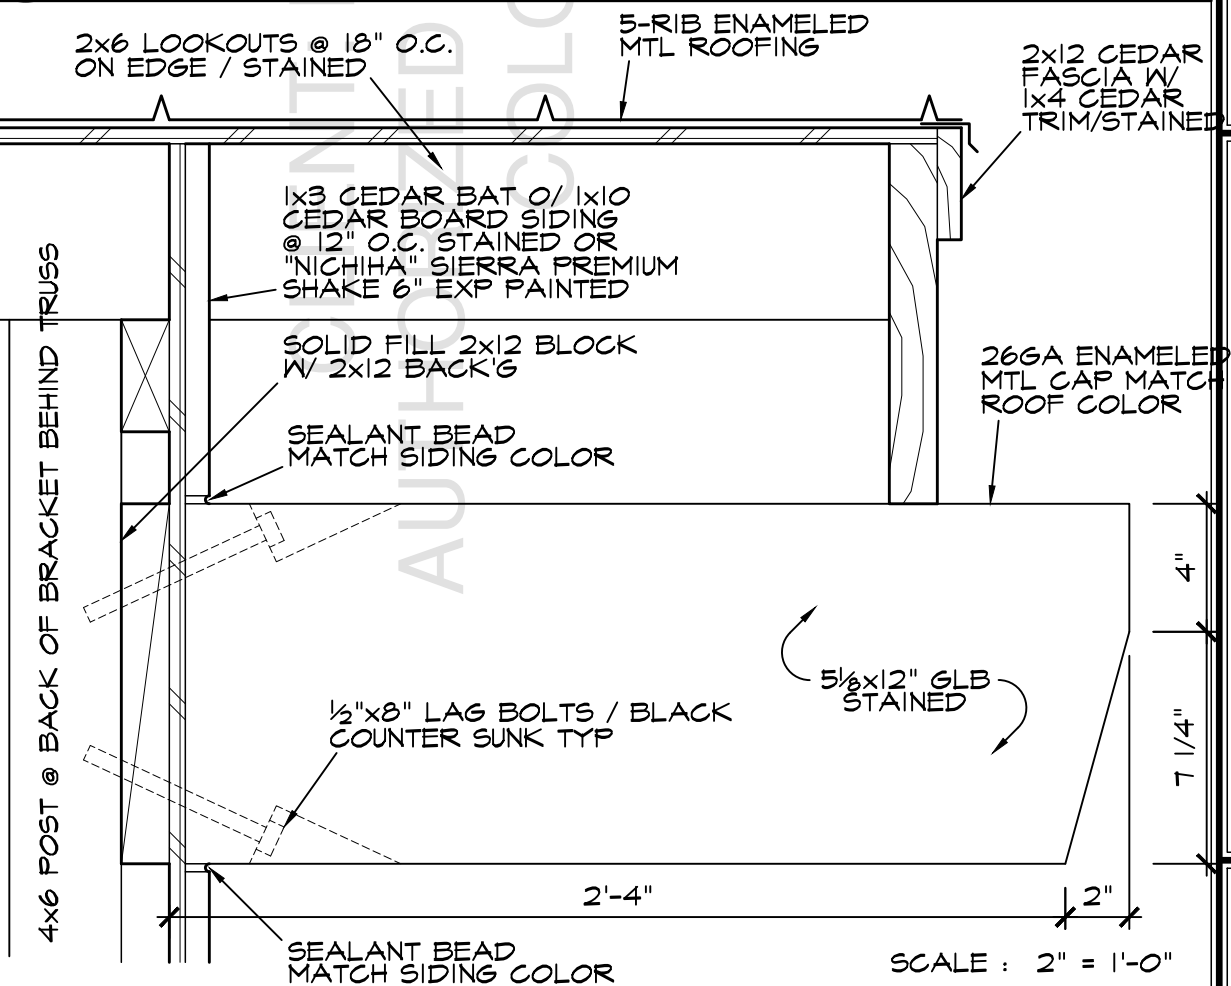 5-RIB ENAMELED
MTL ROOFING
2x6 LOOKOUTS @ 18" O.C.
ON EDGE / STAINED
2x12 CEDAR
FASCIA W/
1x4 CEDAR
TRIM/STAINED
1x3 CEDAR BAT O/ 1x10
CEDAR BOARD SIDING
@ 12" O.C. STAINED OR
"NICHIHA" SIERRA PREMIUM
SHAKE 6" EXP PAINTED
SOLID FILL 2x12 BLOCK
W/ 2x12 BACK'G
26GA ENAMELED
MTL CAP MATCH
ROOF COLOR
SEALANT BEAD
MATCH SIDING COLOR
4x6 POST @ BACK OF BRACKET BEHIND TRUSS
4"
5⅛x12" GLB
STAINED
½"x8" LAG BOLTS / BLACK
COUNTER SUNK TYP
7 1/4"
2'-4"
2"
SEALANT BEAD
MATCH SIDING COLOR
SCALE : 2" = 1'-0"
AUTHORIZED